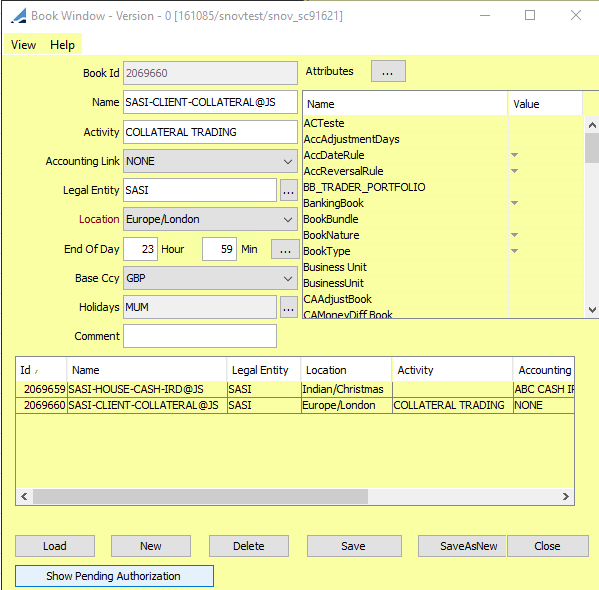 Book Window - Version - 0 [161085/snovtest/snov_sc91621]
View Help
Book Id 2069660
Attributes ...
Name SASI-CLIENT-COLLATERAL@JS
Activity COLLATERAL TRADING
Accounting Link NONE
Legal Entity SASI ...
Location Europe/London
End Of Day 23 Hour 59 Min ...
Base Ccy GBP
Holidays MUM ...
Comment
Name Value
ACTeste
AccAdjustmentDays
AccDateRule
AccReversalRule
BB_TRADER_PORTFOLIO
BankingBook
BookBundle
BookNature
BookType
Business Unit
BusinessUnit
CAAdjustBook
CAMoneyDiff Book
Id Name Legal Entity Location Activity Accounting
2069659 SASI-HOUSE-CASH-IRD@JS SASI Indian/Christmas ABC CASH IR
2069660 SASI-CLIENT-COLLATERAL@JS SASI Europe/London COLLATERAL TRADING NONE
Load New Delete Save SaveAsNew Close
Show Pending Authorization